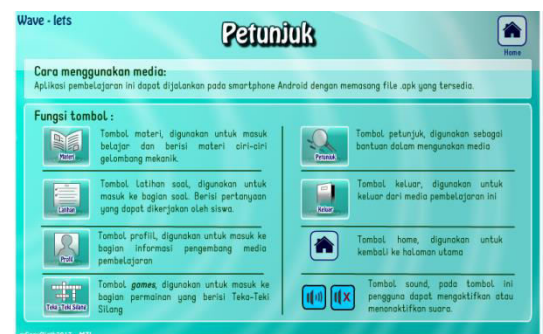 Wave - lets
Petunjuk
Home
Cara menggunakan media:
Aplikasi pembelajaran ini dapat dijalankan pada smartphone Android dengan memasang file .apk yang tersedia.
Fungsi tombol :
Materi
Tombol materi, digunakan untuk masuk
belajar dan berisi materi ciri-ciri
gelombang mekanik.
Latihan
Tombol Latihan soal, digunakan untuk
masuk ke bagian soal. Berisi pertanyaan
yang dapat dikerjakan oleh siswa.
Profil
Tombol profiil, digunakan untuk masuk ke
bagian informasi pengembang media
pembelajaran
Teka-Teki Silang
Tombol games, digunakan untuk masuk ke
bagian permainan yang berisi Teka-Teki
Silang
Petunjuk
Tombol petunjuk, digunakan sebagai
bantuan dalam mengunakan media
Keluar
Tombol keluar, digunakan untuk
keluar dari media pembelajaran ini
Tombol home, digunakan untuk
kembali ke halaman utama
Tombol sound, pada tombol ini
pengguna dapat mengaktifkan atau
menonaktifkan suara.